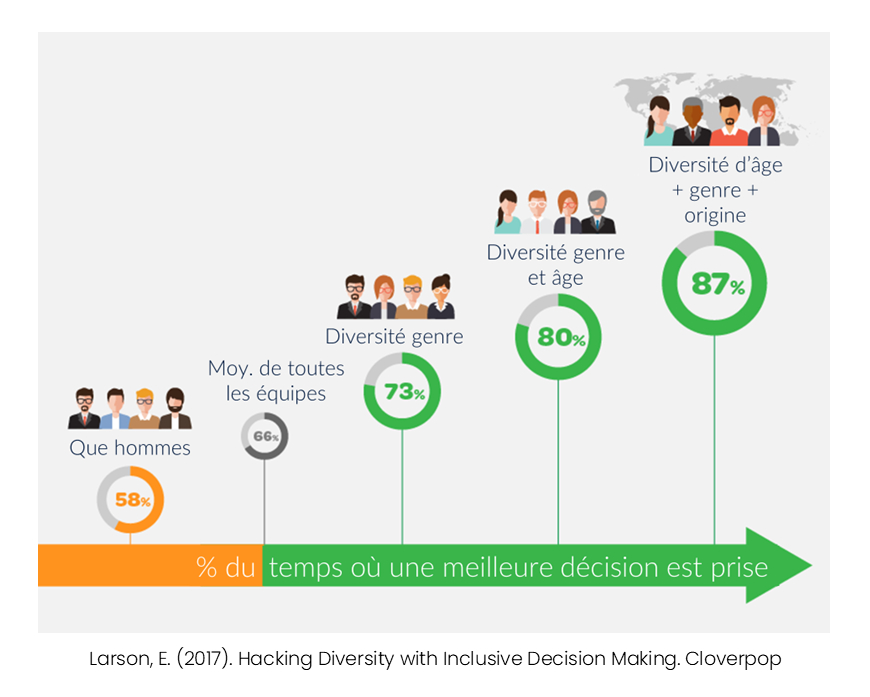 Diversité d'âge
+ genre +
origine
87%
Diversité genre
et âge
80%
Diversité genre
73%
Moy. de toutes
les équipes
66%
Que hommes
58%
% du temps où une meilleure décision est prise
Larson, E. (2017). Hacking Diversity with Inclusive Decision Making. Cloverpop